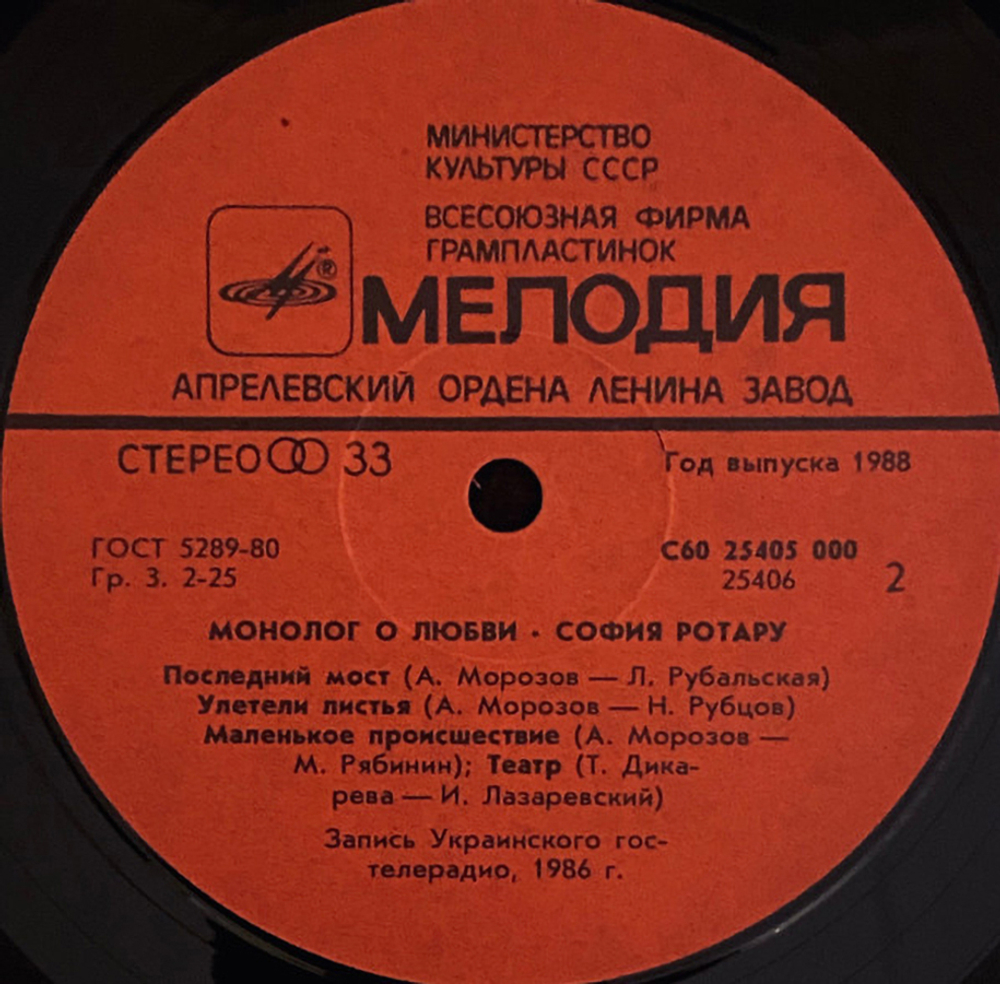 МИНИСТЕРСТВО
КУЛЬТУРЫ СССР
ВСЕСОЮЗНАЯ ФИРМА
ГРАМПЛАСТИНОК
®
МЕЛОДИЯ
АПРЕЛЕВСКИЙ ОРДЕНА ЛЕНИНА ЗАВОД
СТЕРЕО 33
Год выпуска 1988
ГОСТ 5289-80
Гр. 3. 2-25
С60 25405 000
25406 2
МОНОЛОГ О ЛЮБВИ · СОФИЯ РОТАРУ
Последний мост (А. Морозов — Л. Рубальская)
Улетели листья (А. Морозов — Н. Рубцов)
Маленькое происшествие (А. Морозов —
М. Рябинин); Театр (Т. Дика-
рева — И. Лазаревский)
Запись Украинского гос-
телерадио, 1986 г.